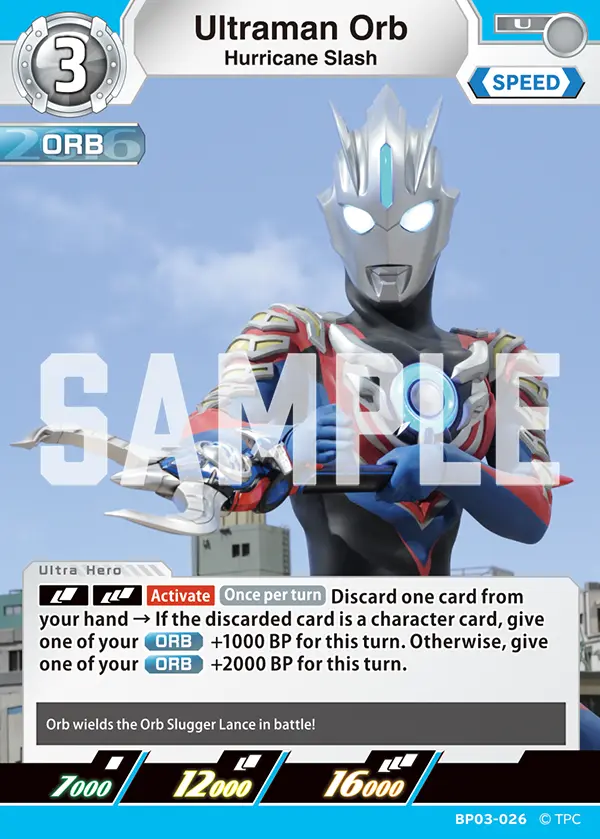 Ultraman Orb
Hurricane Slash
3
U
SPEED
2016
ORB
SAMPLE
Ultra Hero
Activate Once per turn Discard one card from
your hand → If the discarded card is a character card, give
one of your ORB +1000 BP for this turn. Otherwise, give
one of your ORB +2000 BP for this turn.
Orb wields the Orb Slugger Lance in battle!
7000 12000 16000
BP03-026 © TPC